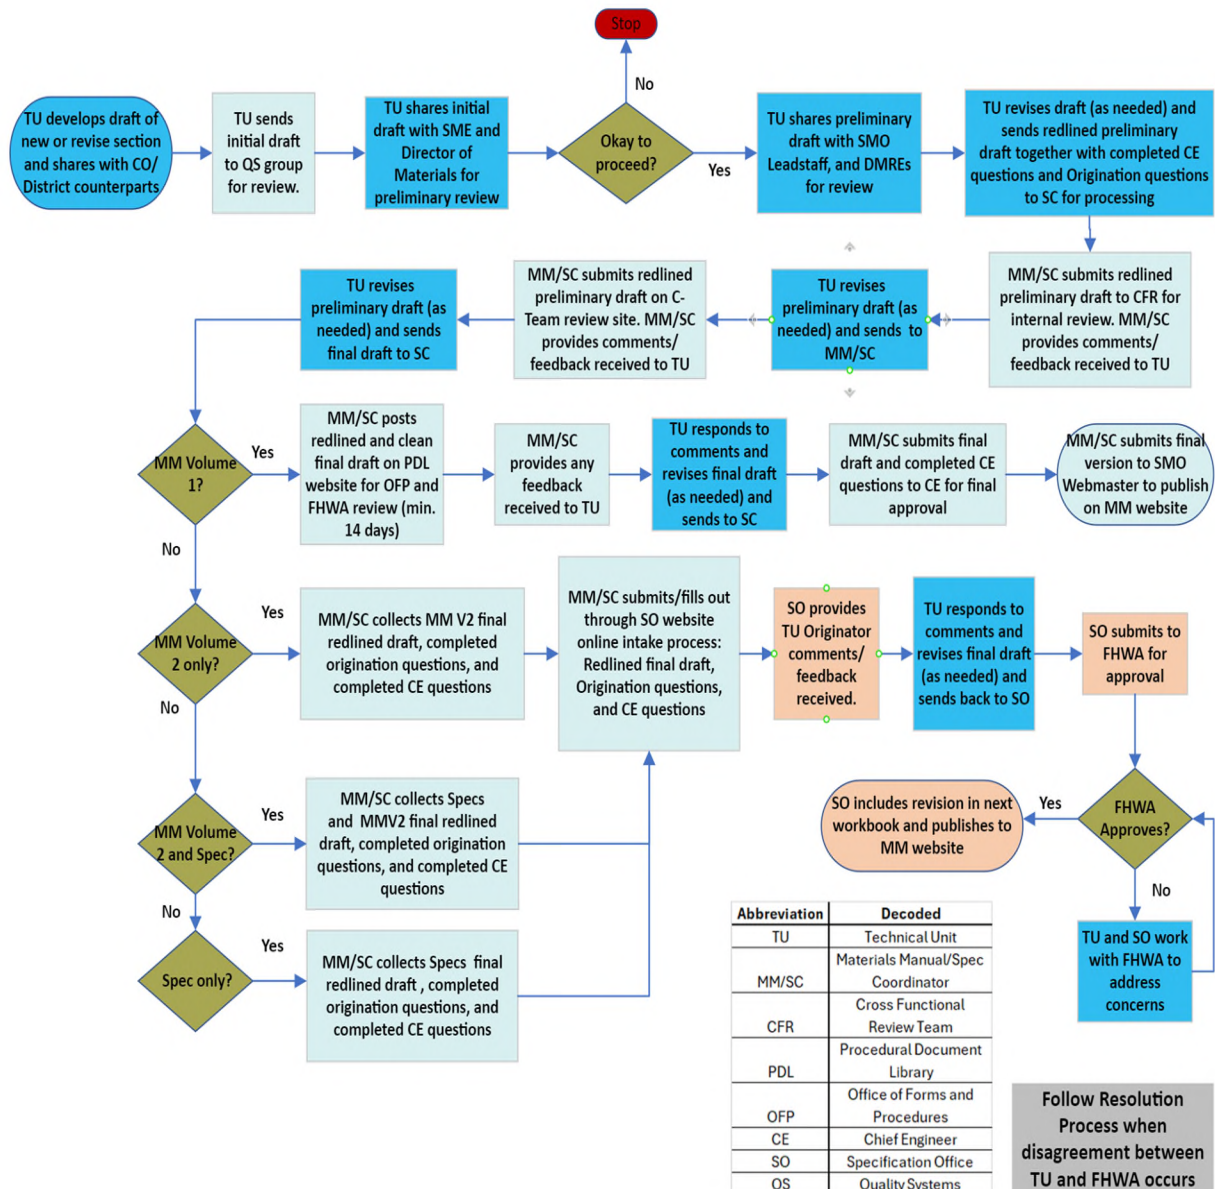 Stop
No
TU develops draft of
new or revise section
and shares with CO/
District counterparts
TU sends
initial draft
to QS group
for review.
TU shares initial
draft with SME and
Director of
Materials for
preliminary review
Okay to
proceed?
Yes
TU shares preliminary
draft with SMO
Leadstaff, and DMREs
for review
TU revises draft (as needed) and
sends redlined preliminary
draft together with completed CE
questions and Origination questions
to SC for processing
MM/SC submits redlined
preliminary draft to CFR for
internal review. MM/SC
provides comments/
feedback received to TU
TU revises
preliminary draft (as
needed) and sends to
MM/SC
MM/SC submits redlined
preliminary draft on C-
Team review site. MM/SC
provides comments/
feedback received to TU
TU revises
preliminary draft (as
needed) and sends
final draft to SC
MM Volume
1?
Yes
MM/SC posts
redlined and clean
final draft on PDL
website for OFP and
FHWA review (min.
14 days)
MM/SC
provides any
feedback
received to TU
TU responds to
comments and
revises final draft
(as needed) and
sends to SC
MM/SC submits final
draft and completed CE
questions to CE for final
approval
MM/SC submits final
version to SMO
Webmaster to publish
on MM website
No
MM Volume
2 only?
Yes
MM/SC collects MM V2 final
redlined draft, completed
origination questions, and
completed CE questions
MM/SC submits/fills out
through SO website
online intake process:
Redlined final draft,
Origination questions,
and CE questions
SO provides
TU Originator
comments/
feedback
received.
TU responds to
comments and
revises final draft
(as needed) and
sends back to SO
SO submits to
FHWA for
approval
No
MM Volume
2 and Spec?
Yes
MM/SC collects Specs
and MMV2 final redlined
draft, completed origination
questions, and completed CE
questions
SO includes revision in next
workbook and publishes to
MM website
Yes
FHWA
Approves?
No
TU and SO work
with FHWA to
address
concerns
No
Spec only?
Yes
MM/SC collects Specs final
redlined draft , completed
origination questions, and
completed CE questions
Abbreviation Decoded
TU Technical Unit
Materials Manual/Spec
MM/SC Coordinator
Cross Functional
CFR Review Team
Procedural Document
PDL Library
Office of Forms and
OFP Procedures
CE Chief Engineer
SO Specification Office
QS Quality Systems
Follow Resolution
Process when
disagreement between
TU and FHWA occurs